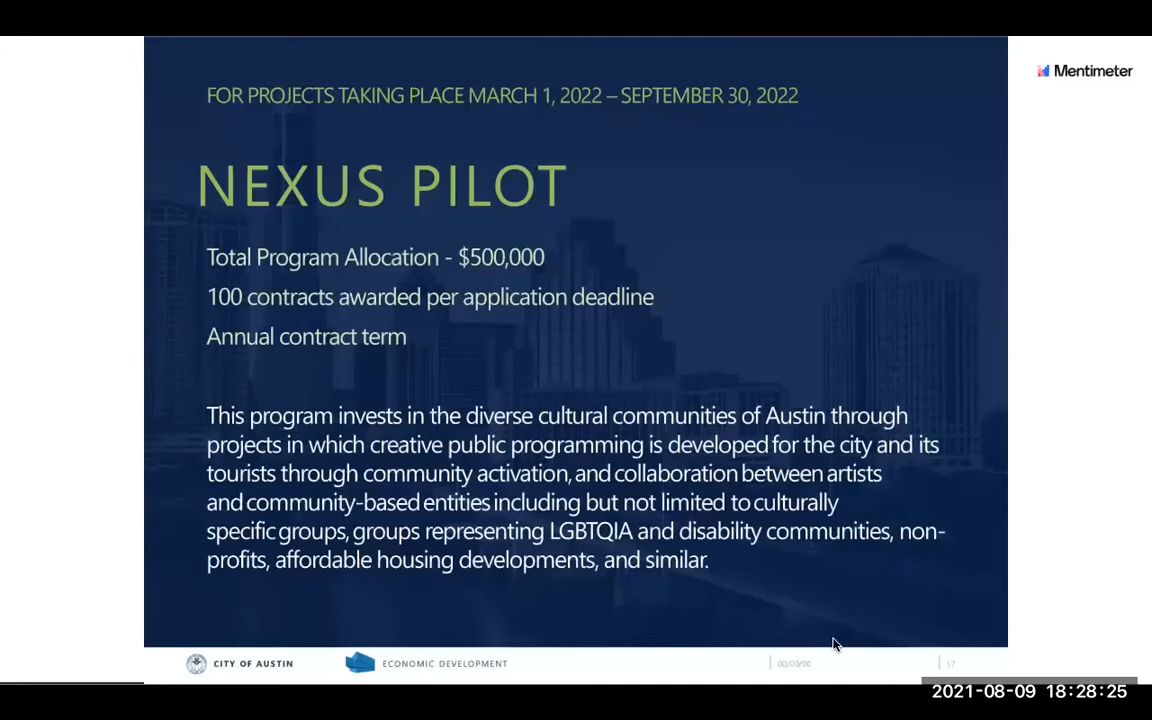 FOR PROJECTS TAKING PLACE MARCH 1, 2022 – SEPTEMBER 30, 2022
Mentimeter
NEXUS PILOT
Total Program Allocation - $500,000
100 contracts awarded per application deadline
Annual contract term
This program invests in the diverse cultural communities of Austin through
projects in which creative public programming is developed for the city and its
tourists through community activation, and collaboration between artists
and community-based entities including but not limited to culturally
specific groups, groups representing LGBTQIA and disability communities, non-
profits, affordable housing developments, and similar.
CITY OF AUSTIN
ECONOMIC DEVELOPMENT
00/00/00
17
2021-08-09 18:28:25